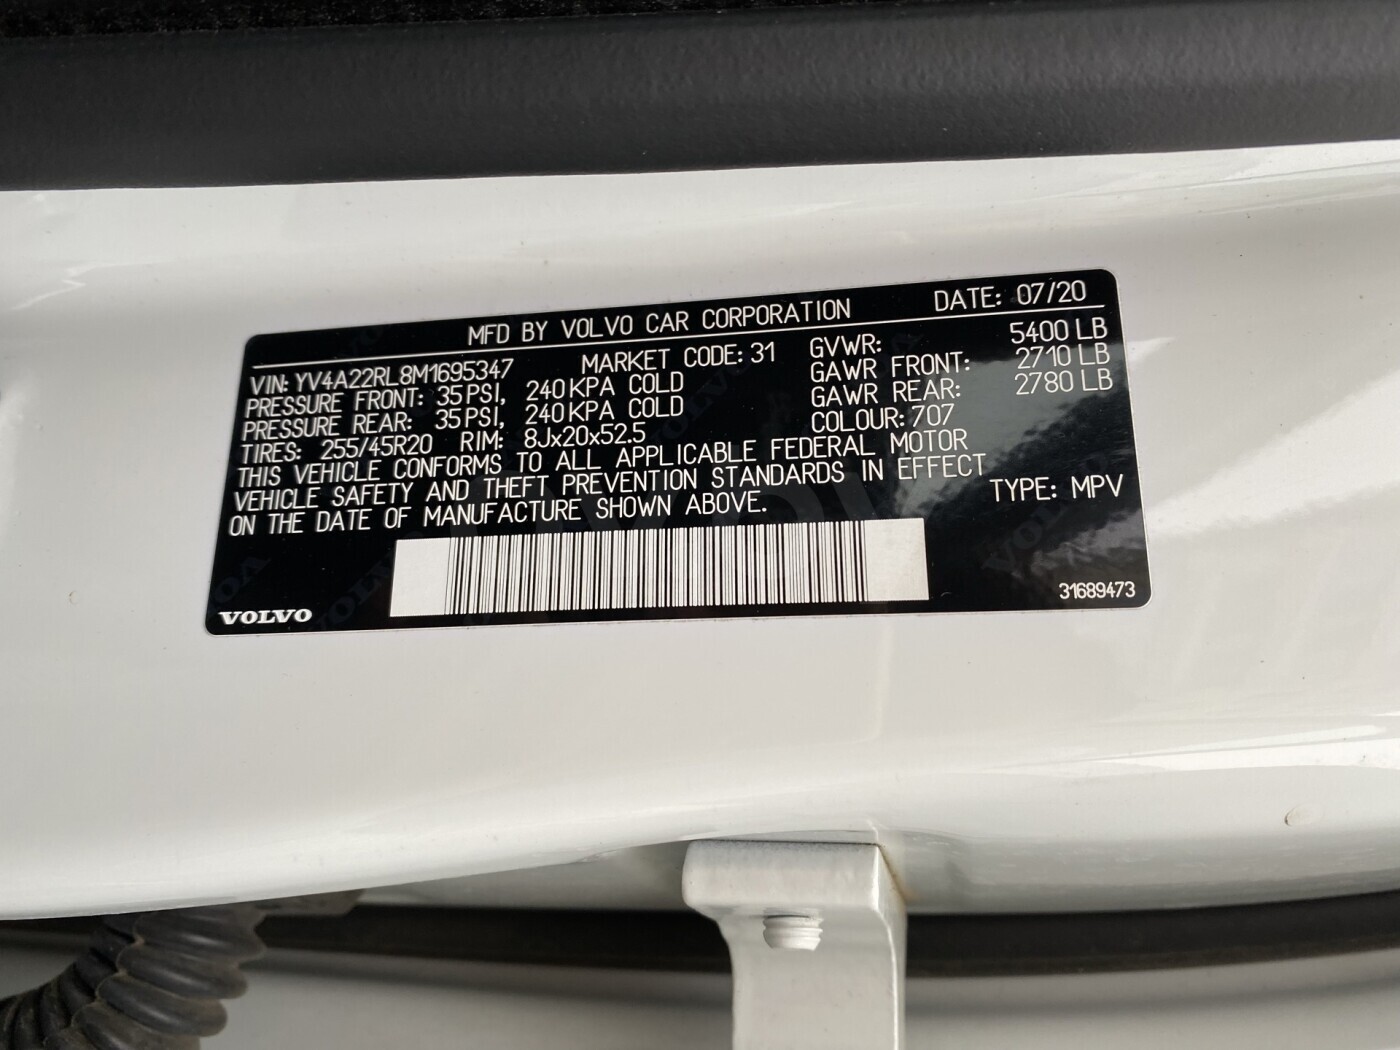 MFD BY VOLVO CAR CORPORATION DATE: 07/20
VIN: YV4A22RL8M1695347 MARKET CODE: 31 GVWR: 5400 LB
PRESSURE FRONT: 35 PSI, 240 KPA COLD GAWR FRONT: 2710 LB
PRESSURE REAR: 35 PSI, 240 KPA COLD GAWR REAR: 2780 LB
TIRES: 255/45R20 RIM: 8Jx20x52.5 COLOUR: 707
THIS VEHICLE CONFORMS TO ALL APPLICABLE FEDERAL MOTOR
VEHICLE SAFETY AND THEFT PREVENTION STANDARDS IN EFFECT
ON THE DATE OF MANUFACTURE SHOWN ABOVE. TYPE: MPV
VOLVO 31689473